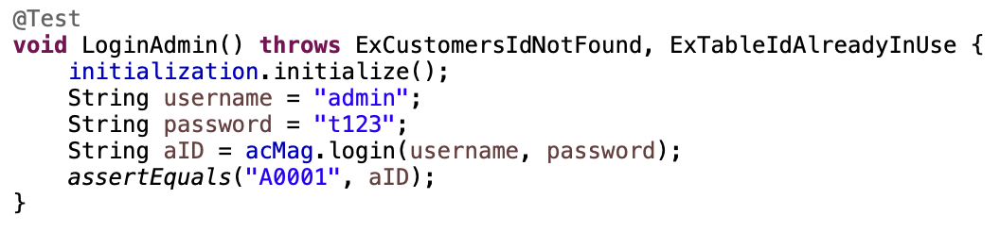 @Test
void LoginAdmin() throws ExCustomersIdNotFound, ExTableIdAlreadyInUse {
    initialization.initialize();
    String username = "admin";
    String password = "t123";
    String aID = acMag.login(username, password);
    assertEquals("A0001", aID);
}